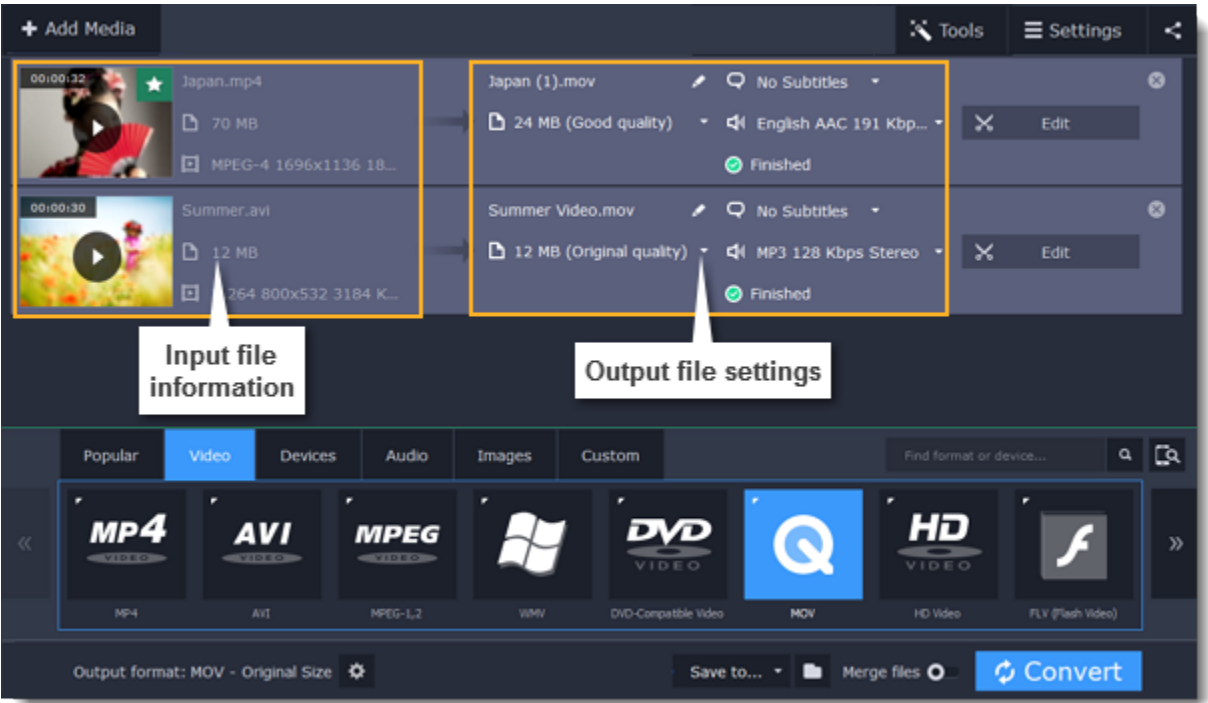 Add Media
Tools
Settings
00:00:32
Japan.mp4
70 MB
MPEG-4 1696x1136 18...
Japan (1).mov
No Subtitles
24 MB (Good quality)
English AAC 191 Kbp...
Finished
Edit
00:00:30
Summer.avi
12 MB
264 800x532 3184 K...
Summer Video.mov
No Subtitles
12 MB (Original quality)
MP3 128 Kbps Stereo
Finished
Edit
Input file
information
Output file settings
Popular
Video
Devices
Audio
Images
Custom
Find format or device...
MP4
VIDEO
AVI
VIDEO
MPEG
VIDEO
DVD
VIDEO
HD
VIDEO
MP4
AVI
MPEG-1,2
WMV
DVD-Compatible Video
MOV
HD Video
FLV (Flash Video)
Output format: MOV - Original Size
Save to...
Merge files
Convert